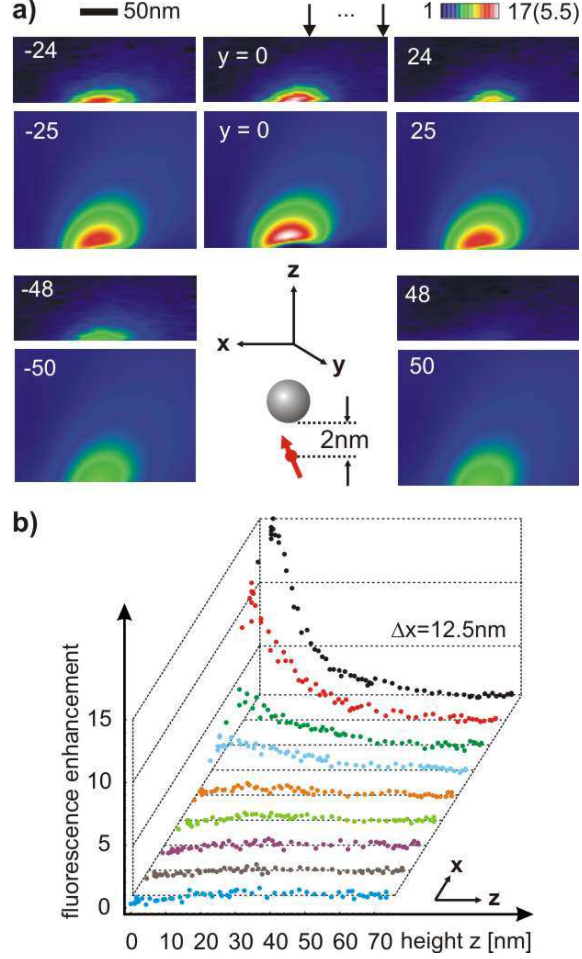 a)
50nm
...
1 17(5.5)
-24
y = 0
24
-25
y = 0
25
-48
48
z
x
y
-50
50
2nm
b)
Δx=12.5nm
fluorescence enhancement
15
10
5
0
x
z
0 10 20 30 40 50 60 70 height z [nm]